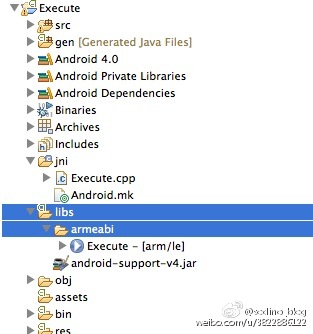 Execute
src
gen [Generated Java Files]
Android 4.0
Android Private Libraries
Android Dependencies
Binaries
Archives
Includes
jni
Execute.cpp
Android.mk
libs
armeabi
Execute - [arm/le]
android-support-v4.jar
obj
assets
bin
res
@sodino_blog
weibo.com/u/3822886122